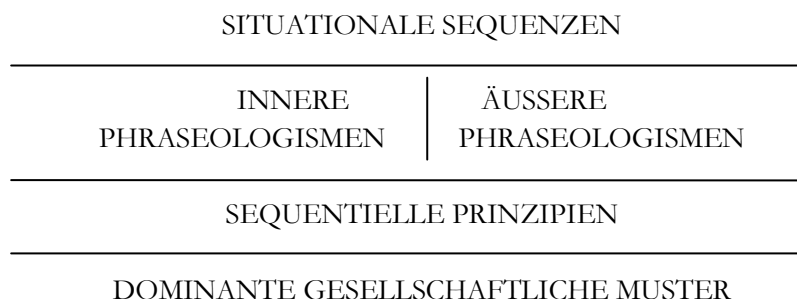 SITUATIONALE SEQUENZEN
INNERE
PHRASEOLOGISMEN
ÄUSSERE
PHRASEOLOGISMEN
SEQUENTIELLE PRINZIPIEN
DOMINANTE GESELLSCHAFTLICHE MUSTER